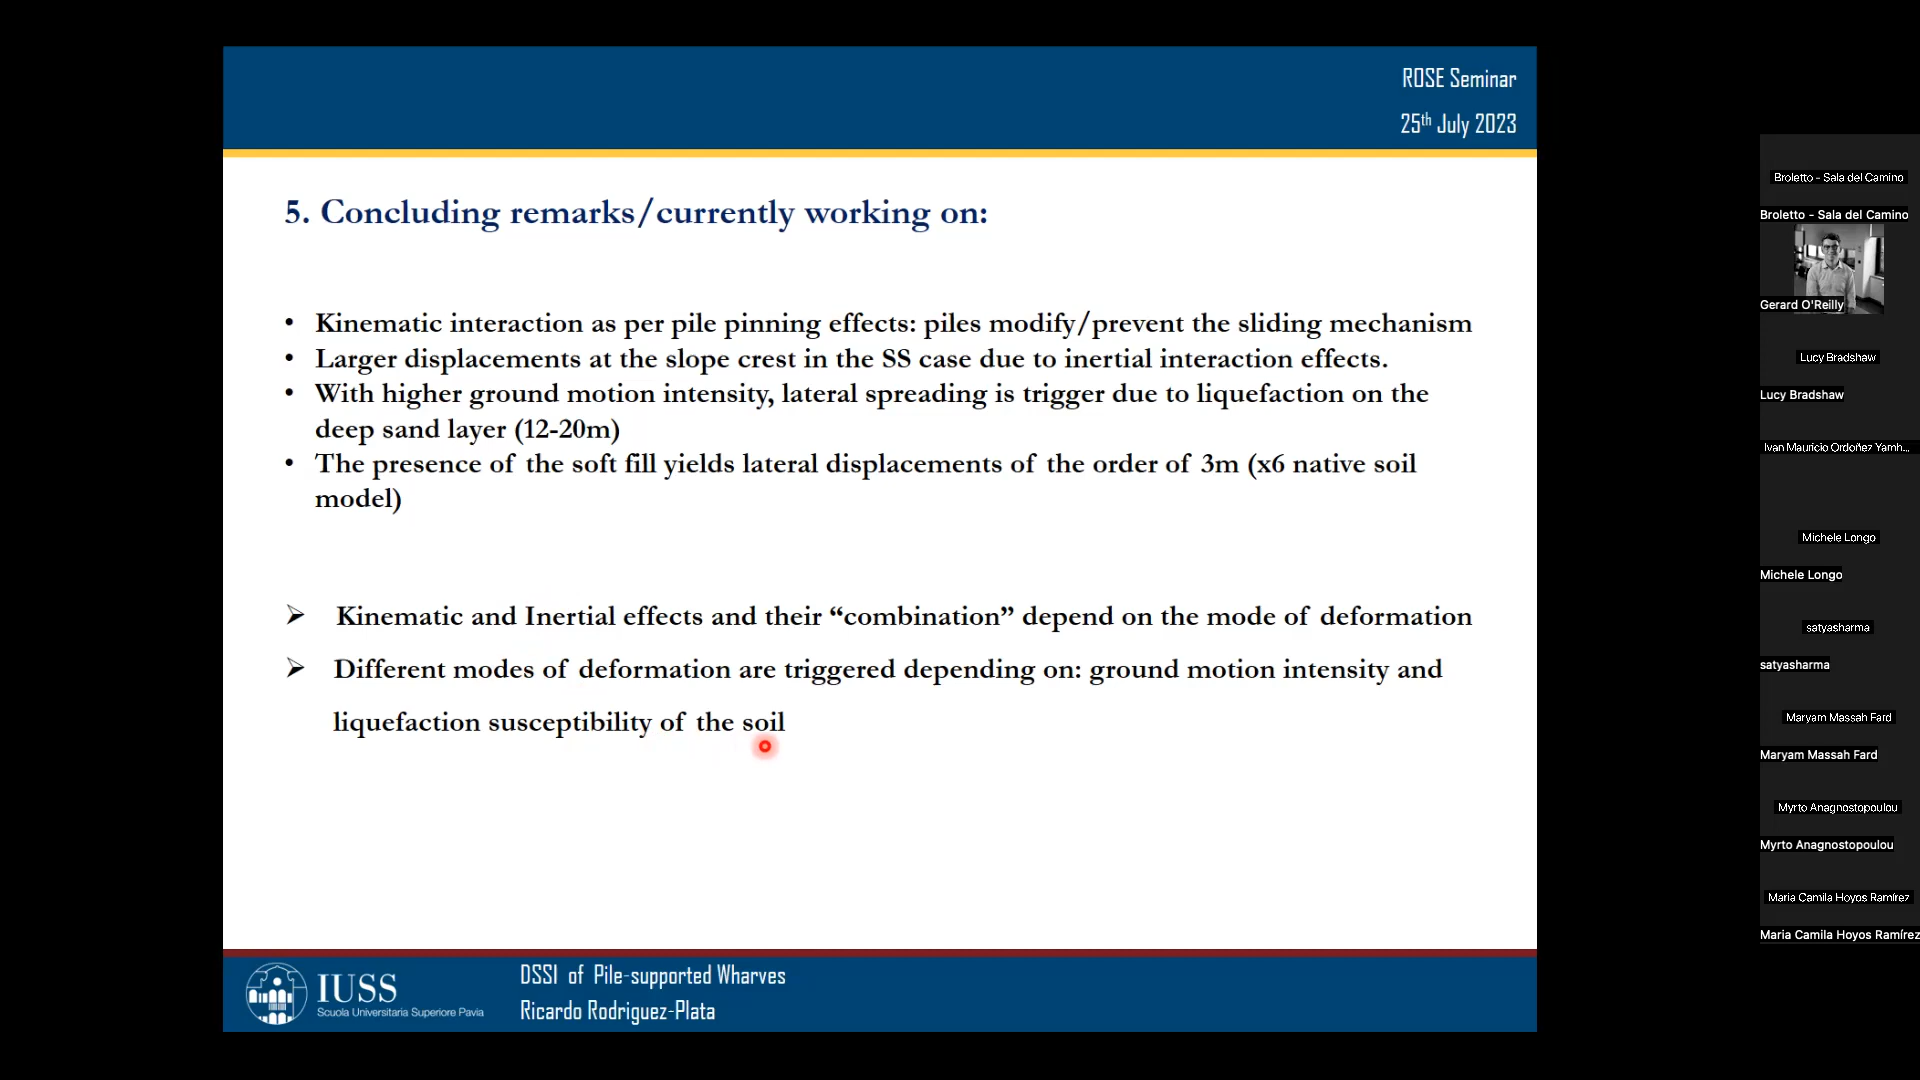 ROSE Seminar
25th July 2023
5. Concluding remarks/currently working on:
• Kinematic interaction as per pile pinning effects: piles modify/prevent the sliding mechanism
• Larger displacements at the slope crest in the SS case due to inertial interaction effects.
• With higher ground motion intensity, lateral spreading is trigger due to liquefaction on the
deep sand layer (12-20m)
• The presence of the soft fill yields lateral displacements of the order of 3m (x6 native soil
model)
➢ Kinematic and Inertial effects and their “combination” depend on the mode of deformation
➢ Different modes of deformation are triggered depending on: ground motion intensity and
liquefaction susceptibility of the soil
IUSS
Scuola Universitaria Superiore Pavia
DSSI of Pile-supported Wharves
Ricardo Rodriguez-Plata
Broletto - Sala del Camino
Broletto - Sala del Camino
Gerard O'Reilly
Lucy Bradshaw
Lucy Bradshaw
Ivan Mauricio Ordoñez Yamh...
Michele Longo
Michele Longo
satyasharma
satyasharma
Maryam Massah Fard
Maryam Massah Fard
Myrto Anagnostopoulou
Myrto Anagnostopoulou
Maria Camila Hoyos Ramírez
Maria Camila Hoyos Ramírez